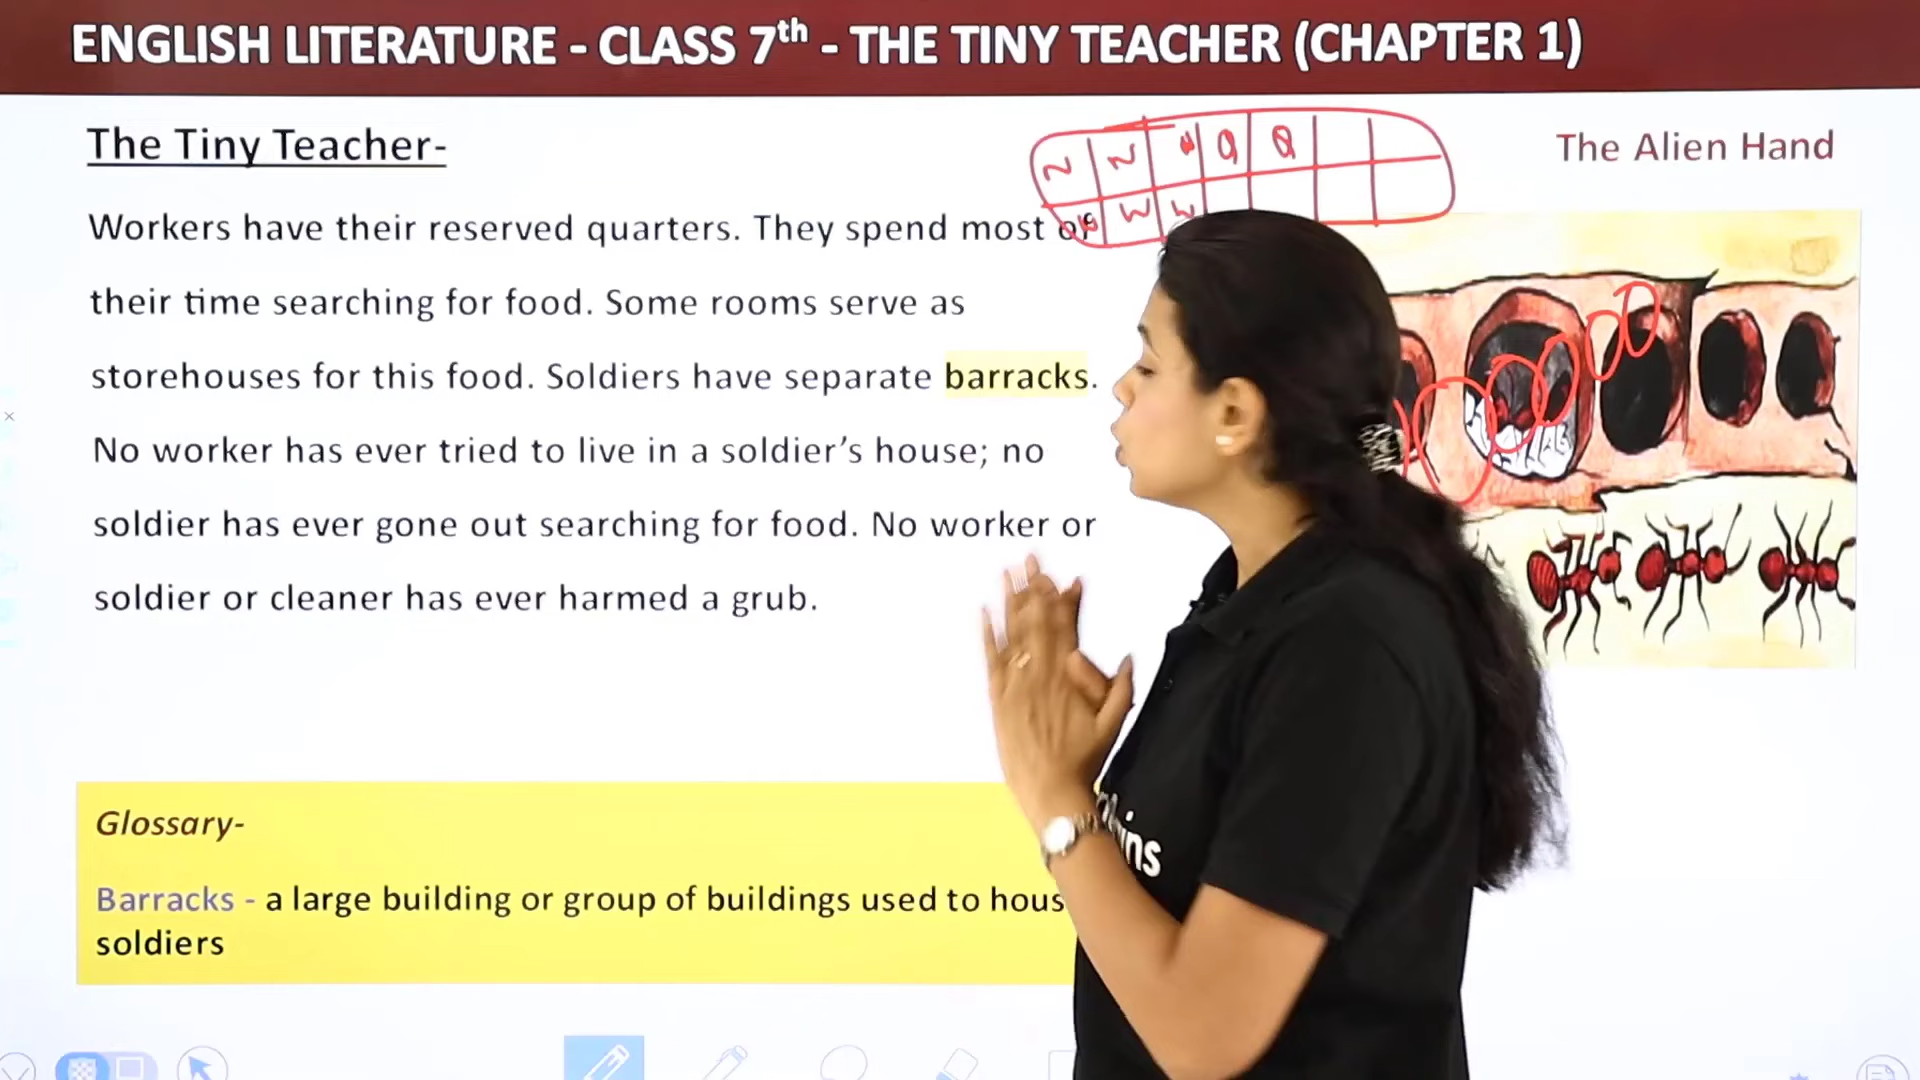 ENGLISH LITERATURE - CLASS 7th - THE TINY TEACHER (CHAPTER 1)
The Tiny Teacher-
The Alien Hand
N N Q Q
W W
Workers have their reserved quarters. They spend most of
their time searching for food. Some rooms serve as
storehouses for this food. Soldiers have separate barracks.
No worker has ever tried to live in a soldier’s house; no
soldier has ever gone out searching for food. No worker or
soldier or cleaner has ever harmed a grub.
Glossary-
Barracks - a large building or group of buildings used to hous
soldiers
ns